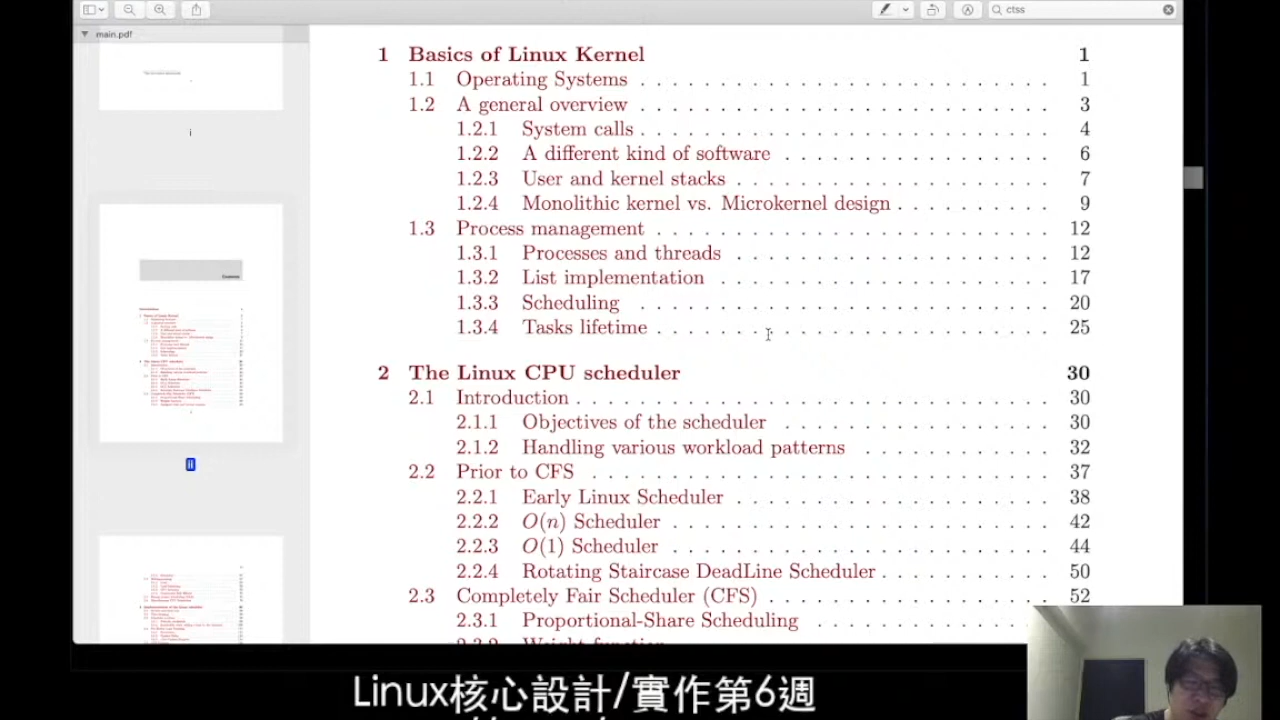 ctss
main.pdf
i
ii
1 Basics of Linux Kernel 1
1.1 Operating Systems 1
1.2 A general overview 3
1.2.1 System calls 4
1.2.2 A different kind of software 6
1.2.3 User and kernel stacks 7
1.2.4 Monolithic kernel vs. Microkernel design 9
1.3 Process management 12
1.3.1 Processes and threads 12
1.3.2 List implementation 17
1.3.3 Scheduling 20
1.3.4 Tasks lifetime 25
2 The Linux CPU scheduler 30
2.1 Introduction 30
2.1.1 Objectives of the scheduler 30
2.1.2 Handling various workload patterns 32
2.2 Prior to CFS 37
2.2.1 Early Linux Scheduler 38
2.2.2 O(n) Scheduler 42
2.2.3 O(1) Scheduler 44
2.2.4 Rotating Staircase DeadLine Scheduler 50
2.3 Completely Fair Scheduler (CFS) 52
2.3.1 Proportional-Share Scheduling
Linux核心設計/實作第6週